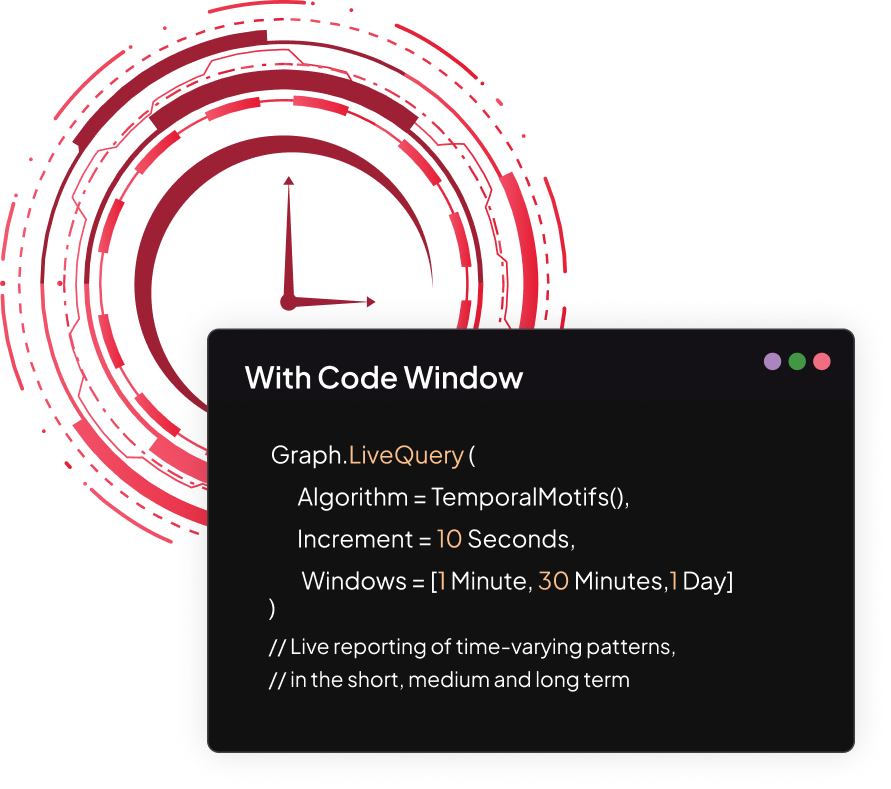 With Code Window
Graph.LiveQuery (
Algorithm = TemporalMotifs(),
Increment = 10 Seconds,
Windows = [1 Minute, 30 Minutes,1 Day]
)
// Live reporting of time-varying patterns,
// in the short, medium and long term